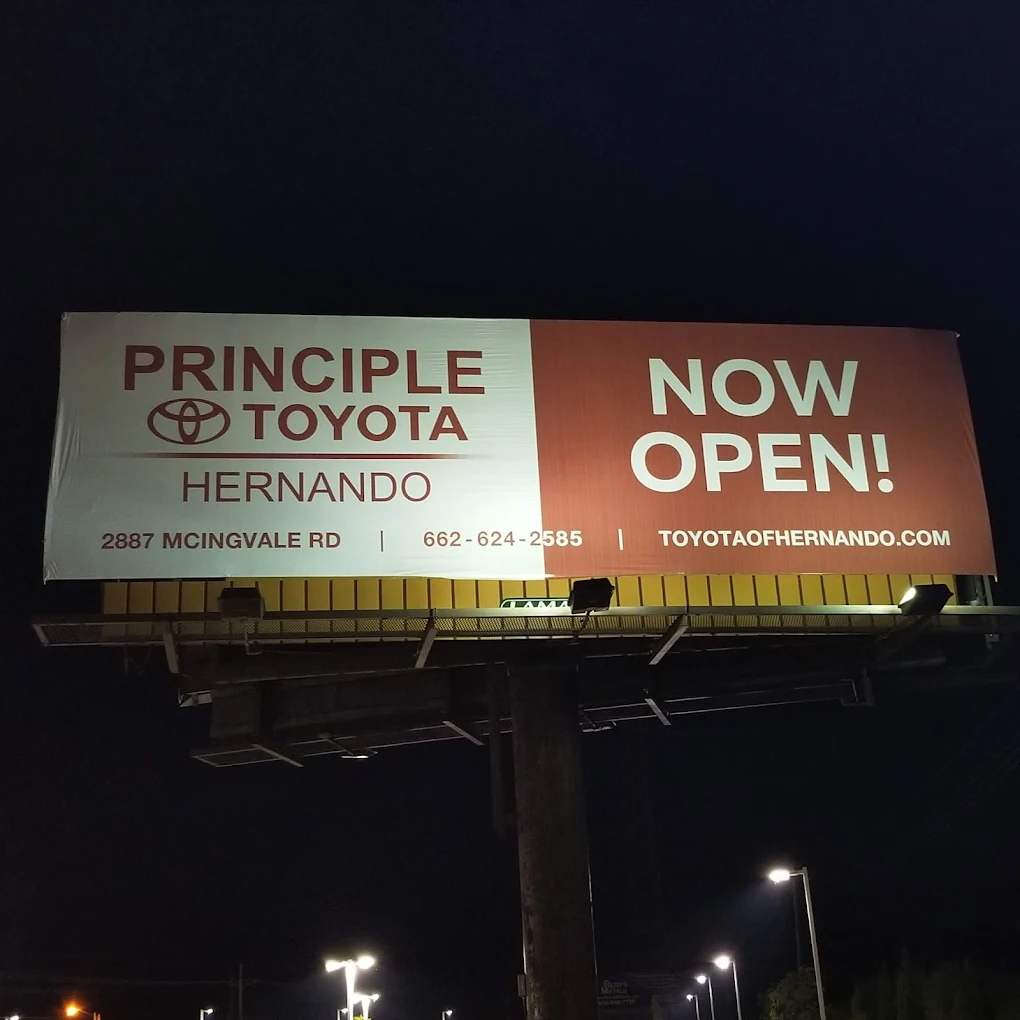 PRINCIPLE
TOYOTA
HERNANDO
NOW
OPEN!
2887 MCINGVALE RD | 662-624-2585 | TOYOTAOFHERNANDO.COM